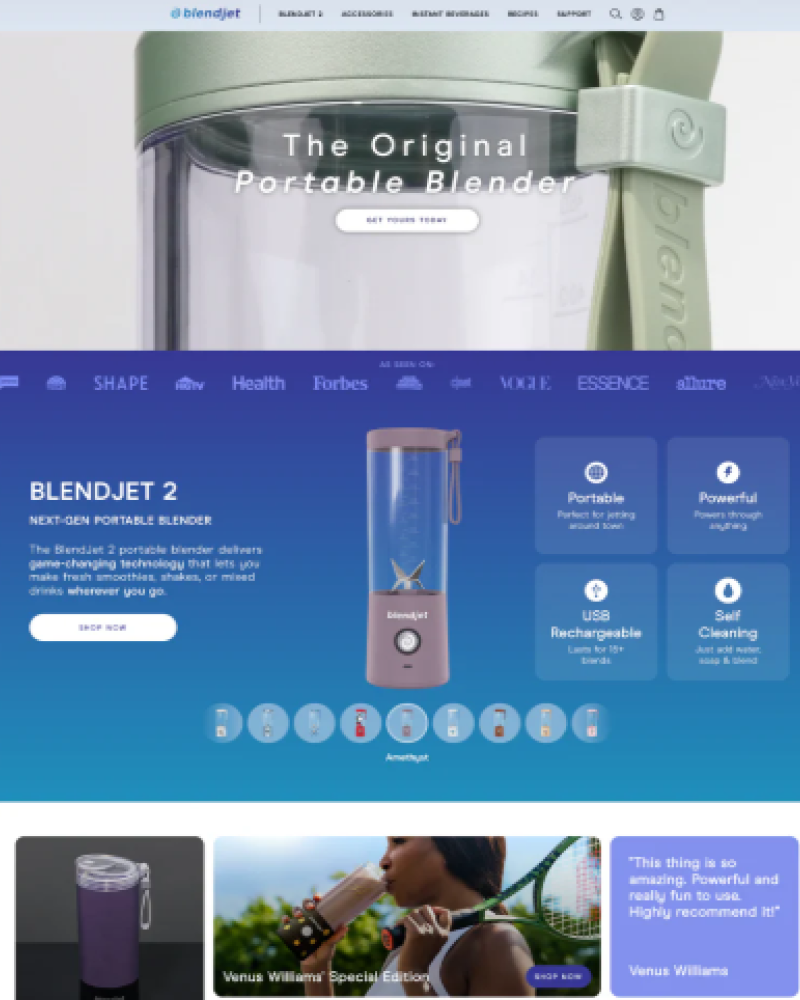 blendjet
BLENDJET 2 ACCESSORIES INSTANT BEVERAGES RECIPES SUPPORT
The Original
Portable Blender
GET YOURS TODAY
blend
AS SEEN ON:
SHAPE Health Forbes VOGUE ESSENCE allure
BLENDJET 2
NEXT-GEN PORTABLE BLENDER
The BlendJet 2 portable blender delivers
game-changing technology that lets you
make fresh smoothies, shakes, or mixed
drinks wherever you go.
SHOP NOW
blendjet
Portable
Perfect for jetting
around town
Powerful
Powers through
anything
USB
Rechargeable
Lasts for 15+
blends
Self
Cleaning
Just add water,
soap & blend
Amethyst
Venus Williams' Special Edition
SHOP NOW
"This thing is so
amazing. Powerful and
really fun to use.
Highly recommend it!"
Venus Williams
blendjet